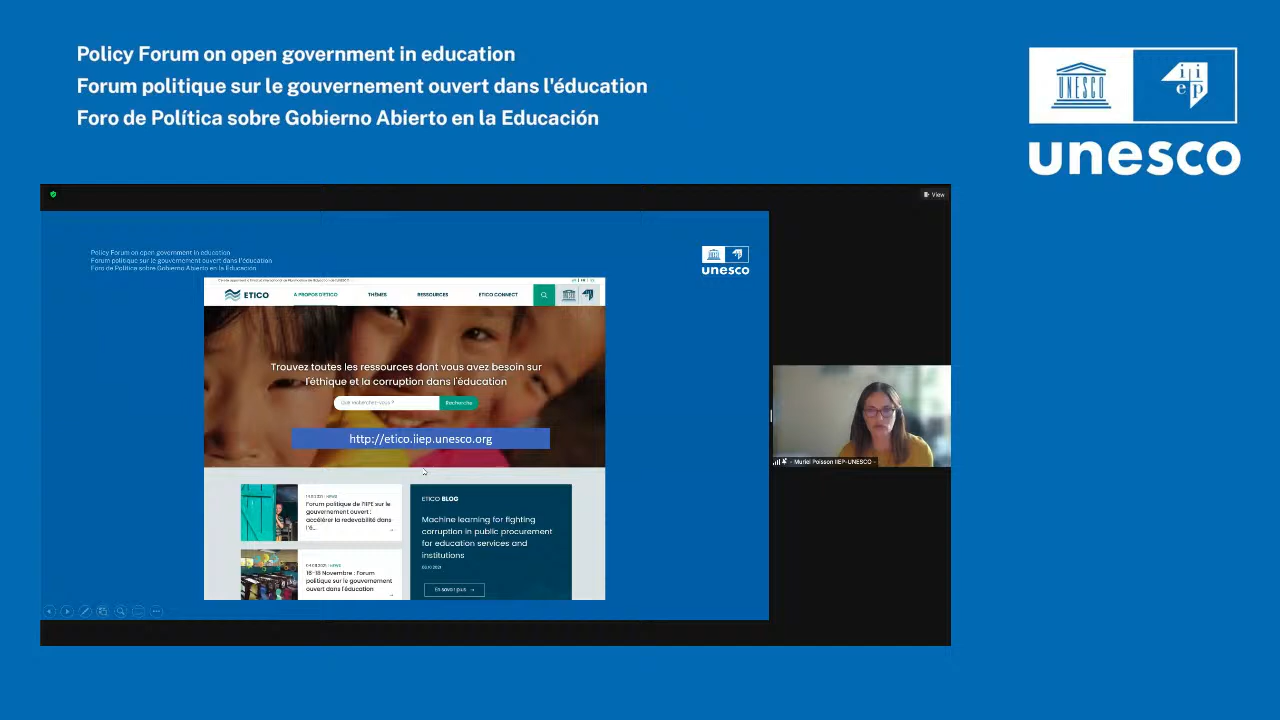 Policy Forum on open government in education
Forum politique sur le gouvernement ouvert dans l'éducation
Foro de Política sobre Gobierno Abierto en la Educación
UNESCO
i i
e p
unesco
View
Policy Forum on open government in education
Forum politique sur le gouvernement ouvert dans l'éducation
Foro de Política sobre Gobierno Abierto en la Educación
unesco
ETICO
A PROPOS D'ETICO
THÈMES
RESSOURCES
ETICO CONNECT
Trouvez toutes les ressources dont vous avez besoin sur
l'éthique et la corruption dans l'éducation
Que recherchez-vous ?
Recherche
http://etico.iiep.unesco.org
Forum politique de l'IIPE sur le
gouvernement ouvert :
accélérer la redevabilité dans
l'é...
16-18 Novembre : Forum
politique sur le gouvernement
ouvert dans l'éducation
ETICO BLOG
Machine learning for fighting
corruption in public procurement
for education services and
institutions
En savoir plus →
- Muriel Poisson IIEP-UNESCO -